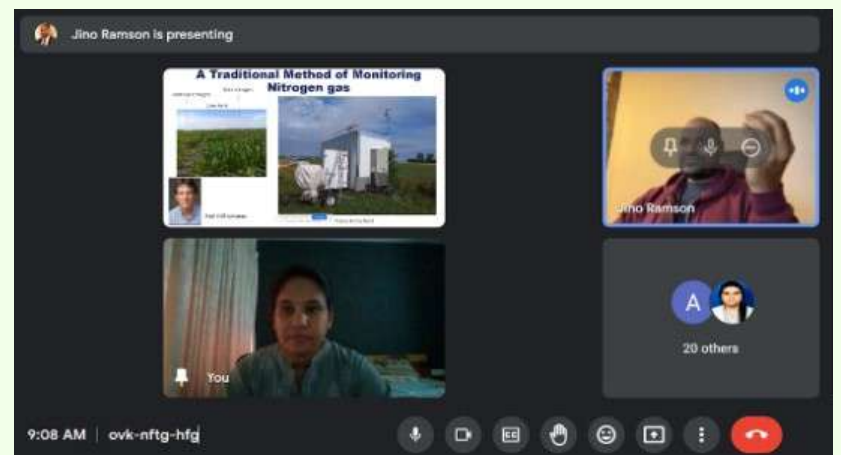 Jino Ramson is presenting
A Traditional Method of Monitoring
Nitrogen gas
Jino Ramson
You
A
20 others
9:08 AM | ovk-nftg-hfg
CC